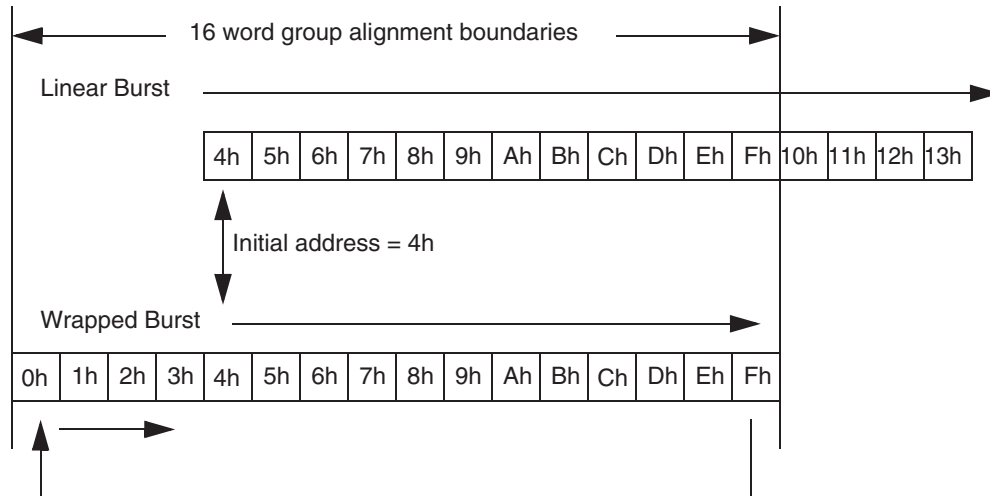 16 word group alignment boundaries
Linear Burst
4h 5h 6h 7h 8h 9h Ah Bh Ch Dh Eh Fh 10h 11h 12h 13h
Initial address = 4h
Wrapped Burst
0h 1h 2h 3h 4h 5h 6h 7h 8h 9h Ah Bh Ch Dh Eh Fh